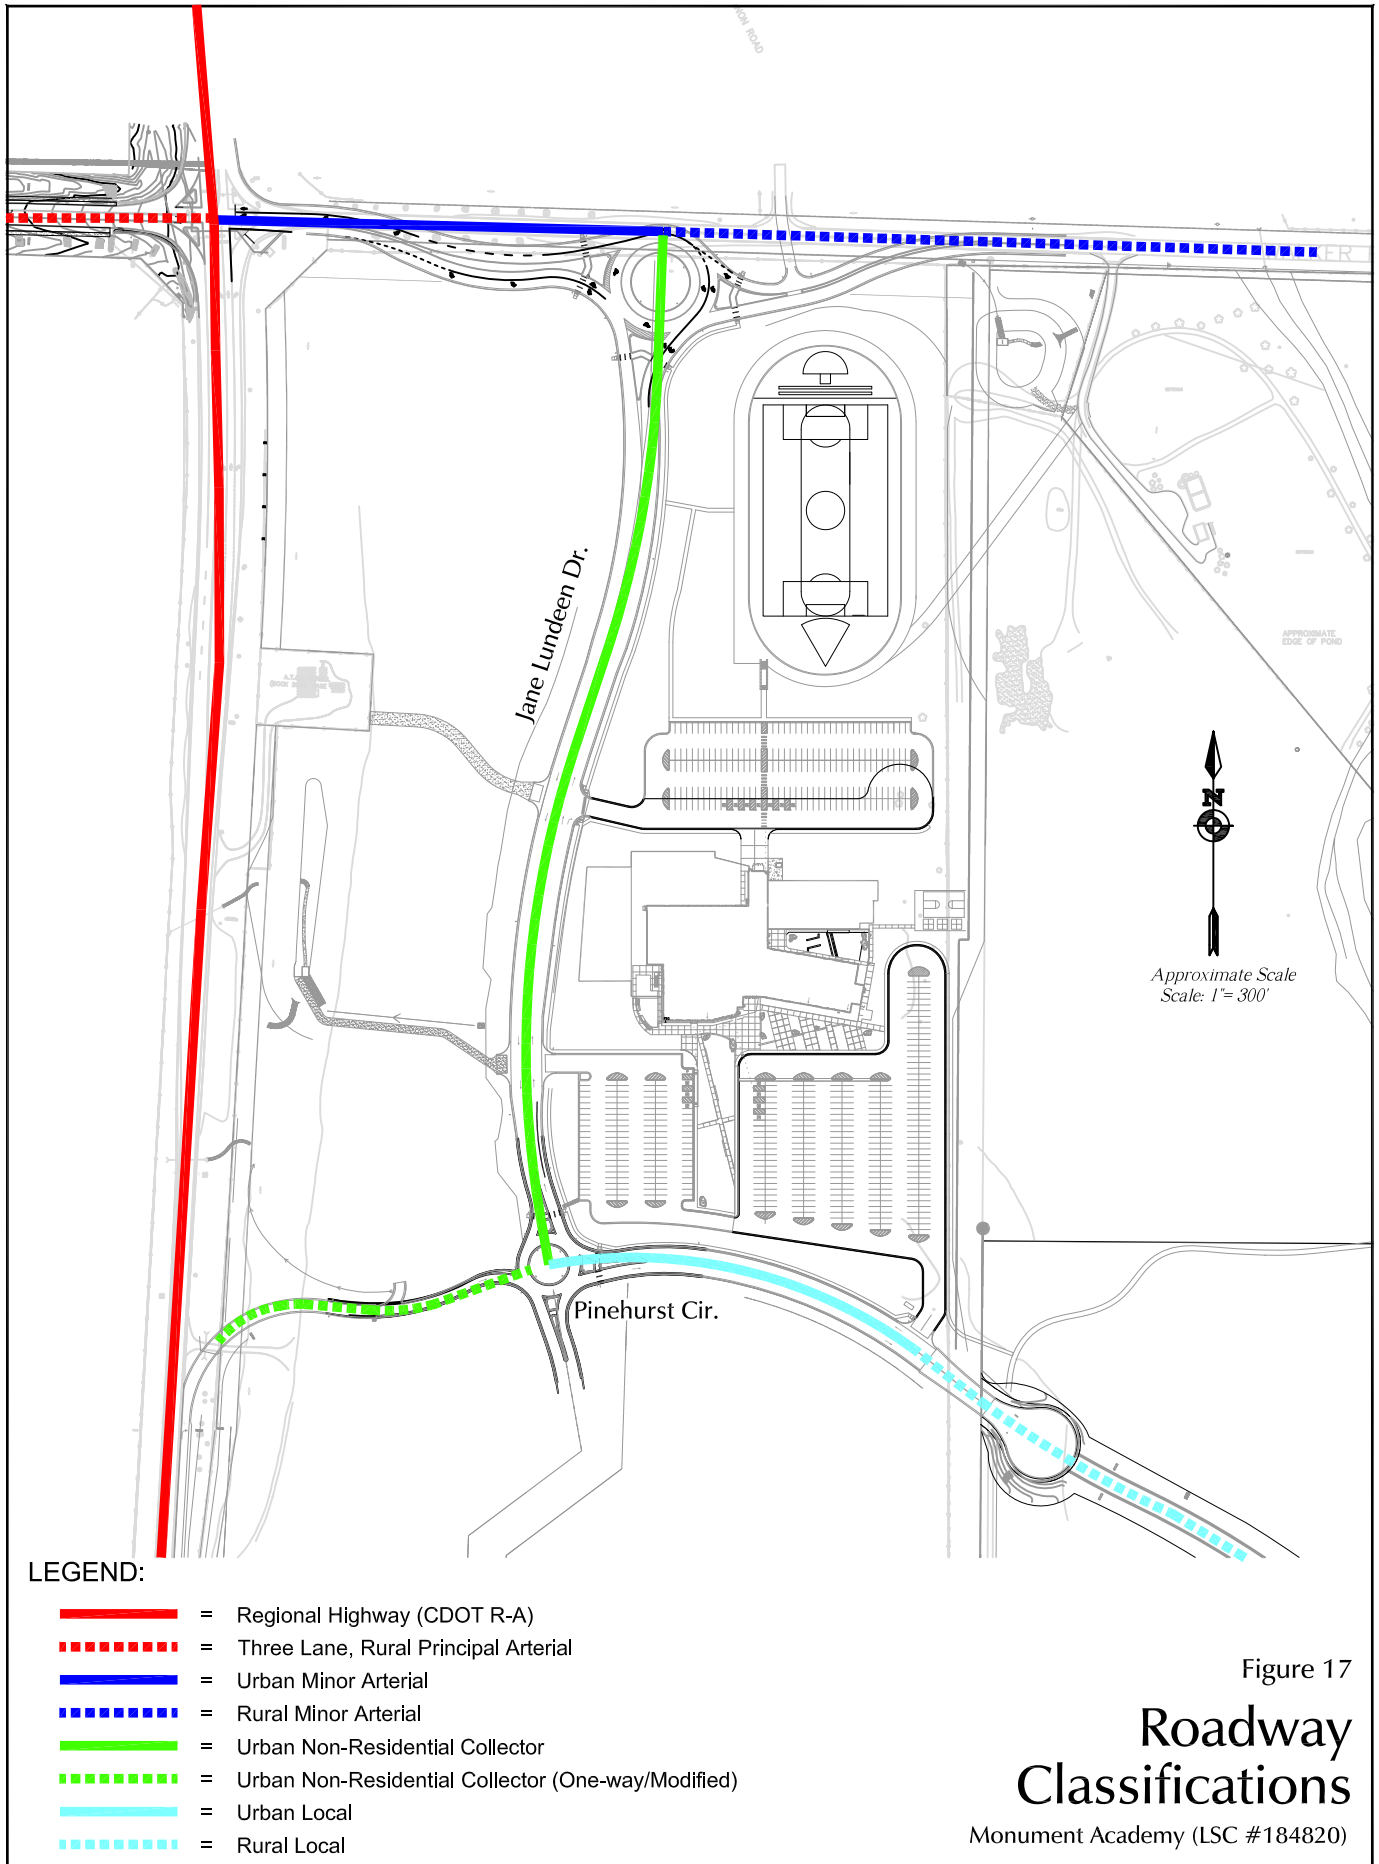 APPROXIMATE
EDGE OF POND
Jane Lundeen Dr.
N
Approximate Scale
Scale: 1"= 300'
Pinehurst Cir.
LEGEND:
= Regional Highway (CDOT R-A)
= Three Lane, Rural Principal Arterial
= Urban Minor Arterial
= Rural Minor Arterial
= Urban Non-Residential Collector
= Urban Non-Residential Collector (One-way/Modified)
= Urban Local
= Rural Local
Figure 17
Roadway
Classifications
Monument Academy (LSC #184820)